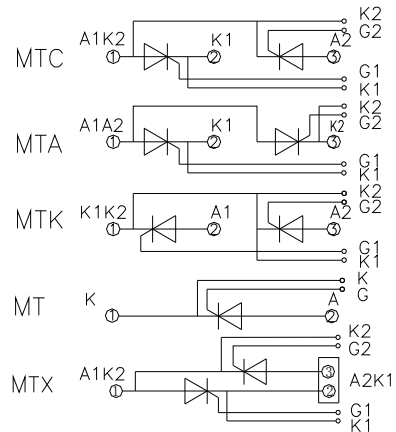 K2
A1K2 K1 A2 G2
MTC ① ② ③
G1
K1
K2
A1A2 K1 K2 G2
MTA ① ② ③
G1
K1
K2
K1K2 A1 A2 G2
MTK ① ② ③
G1
K1
K
K A G
MT ① ②
K2
G2
A1K2 ③ A2K1
MTX ① ②
G1
K1